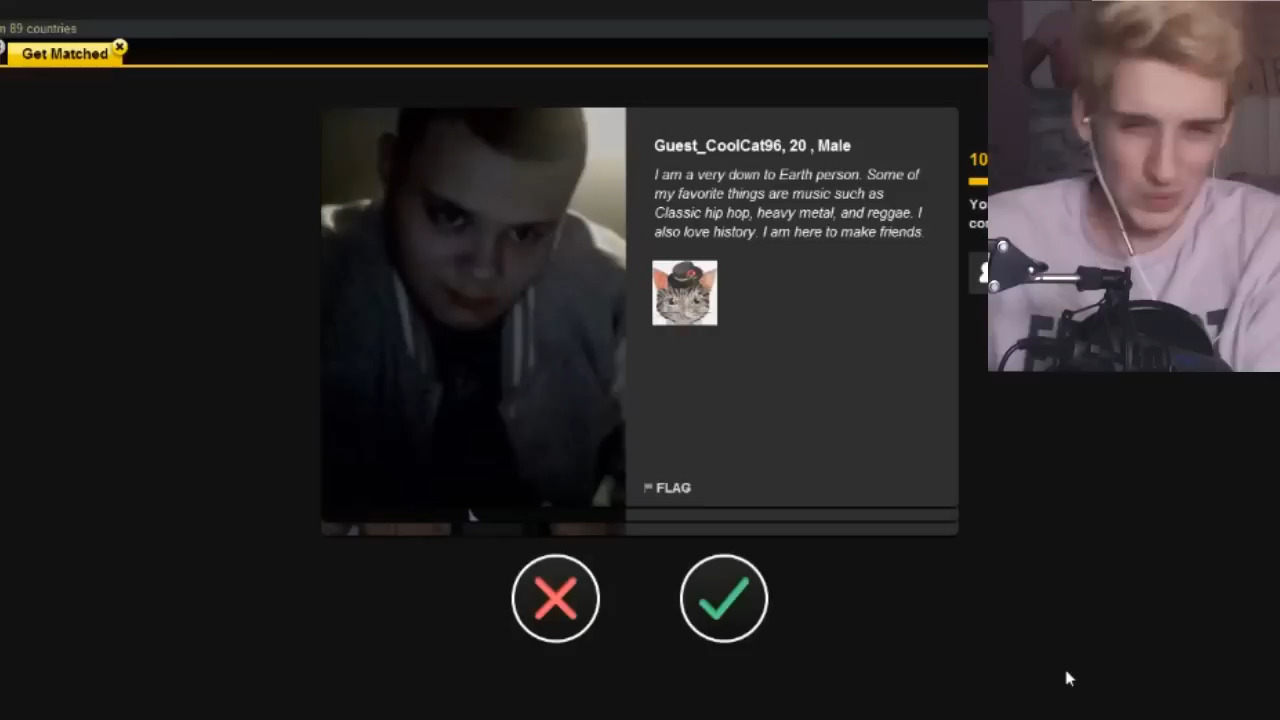 89 countries
Get Matched
Guest_CoolCat96, 20 , Male
I am a very down to Earth person. Some of
my favorite things are music such as
Classic hip hop, heavy metal, and reggae. I
also love history. I am here to make friends.
10
Yo
FLAG